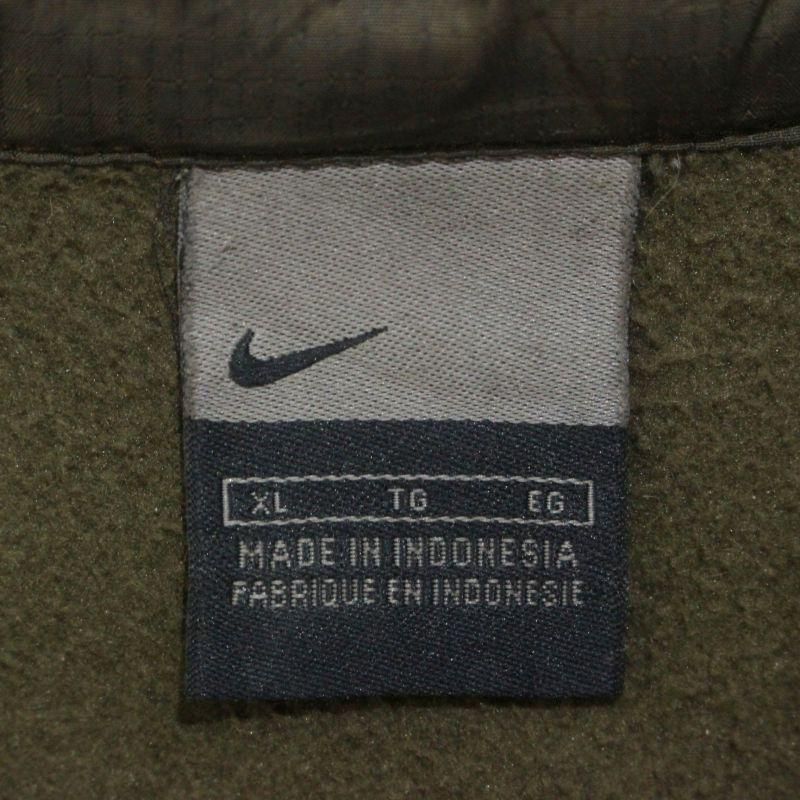 XL TG EG
MADE IN INDONESIA
FABRIQUE EN INDONESIE